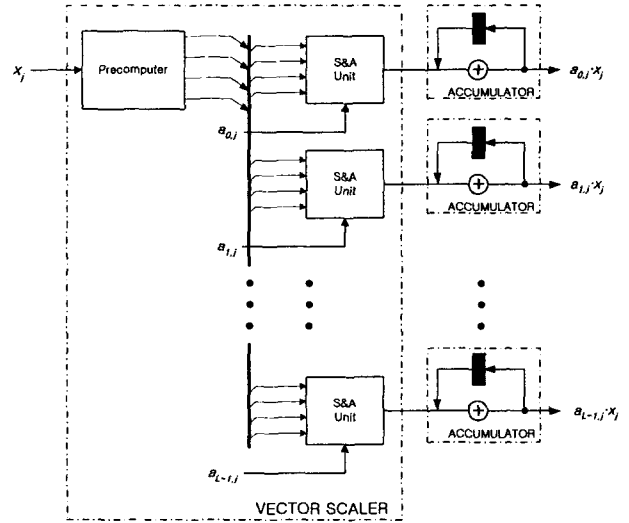 x_j
Precomputer
S&A
Unit
a_{0,j}
ACCUMULATOR
a_{0,j}·x_j
S&A
Unit
a_{1,j}
ACCUMULATOR
a_{1,j}·x_j
S&A
Unit
a_{L-1,j}
ACCUMULATOR
a_{L-1,j}·x_j
VECTOR SCALER